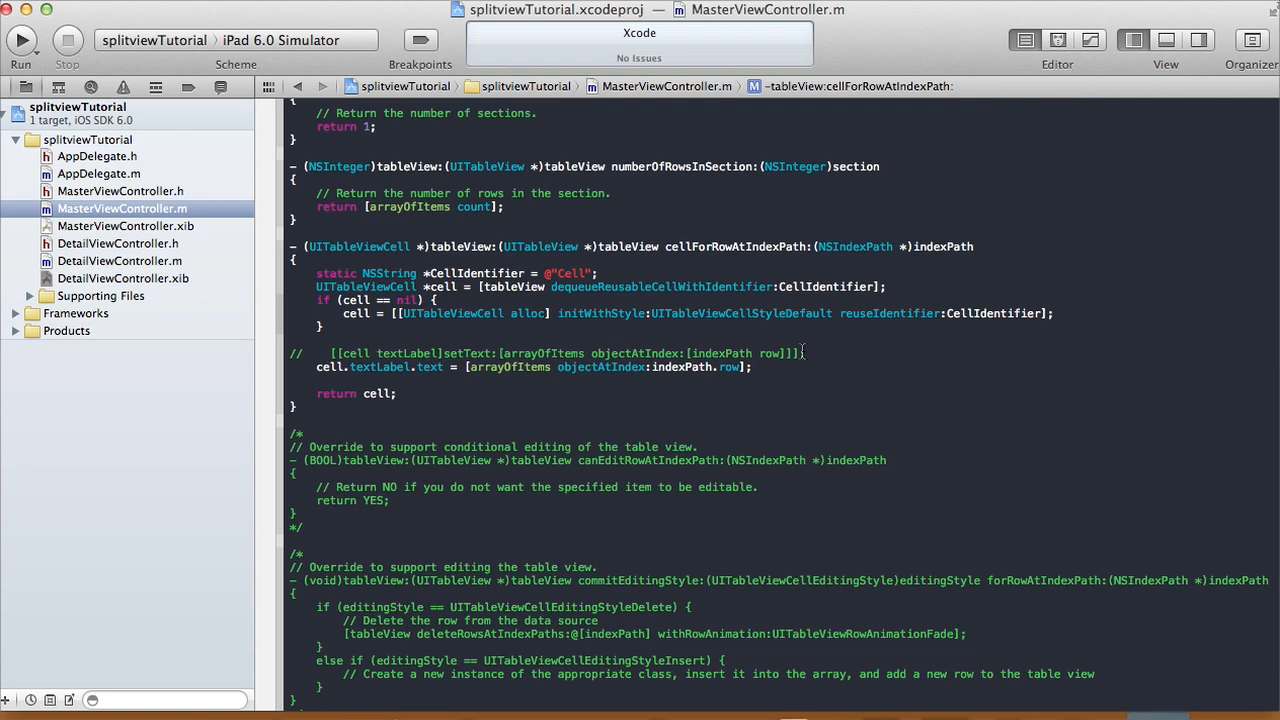 splitviewTutorial.xcodeproj — MasterViewController.m
splitviewTutorial › iPad 6.0 Simulator
Xcode
No Issues
Run
Stop
Scheme
Breakpoints
Editor
View
Organizer
splitviewTutorial
splitviewTutorial
MasterViewController.m
M
-tableView:cellForRowAtIndexPath:
splitviewTutorial
1 target, iOS SDK 6.0
splitviewTutorial
h AppDelegate.h
m AppDelegate.m
h MasterViewController.h
m MasterViewController.m
MasterViewController.xib
h DetailViewController.h
m DetailViewController.m
DetailViewController.xib
Supporting Files
Frameworks
Products
{
// Return the number of sections.
return 1;
}
- (NSInteger)tableView:(UITableView *)tableView numberOfRowsInSection:(NSInteger)section
{
// Return the number of rows in the section.
return [arrayOfItems count];
}
- (UITableViewCell *)tableView:(UITableView *)tableView cellForRowAtIndexPath:(NSIndexPath *)indexPath
{
static NSString *CellIdentifier = @"Cell";
UITableViewCell *cell = [tableView dequeueReusableCellWithIdentifier:CellIdentifier];
if (cell == nil) {
cell = [[UITableViewCell alloc] initWithStyle:UITableViewCellStyleDefault reuseIdentifier:CellIdentifier];
}
// [[cell textLabel]setText:[arrayOfItems objectAtIndex:[indexPath row]]];
cell.textLabel.text = [arrayOfItems objectAtIndex:indexPath.row];
return cell;
}
/*
// Override to support conditional editing of the table view.
- (BOOL)tableView:(UITableView *)tableView canEditRowAtIndexPath:(NSIndexPath *)indexPath
{
// Return NO if you do not want the specified item to be editable.
return YES;
}
*/
/*
// Override to support editing the table view.
- (void)tableView:(UITableView *)tableView commitEditingStyle:(UITableViewCellEditingStyle)editingStyle forRowAtIndexPath:(NSIndexPath *)indexPath
{
if (editingStyle == UITableViewCellEditingStyleDelete) {
// Delete the row from the data source
[tableView deleteRowsAtIndexPaths:@[indexPath] withRowAnimation:UITableViewRowAnimationFade];
}
else if (editingStyle == UITableViewCellEditingStyleInsert) {
// Create a new instance of the appropriate class, insert it into the array, and add a new row to the table view
}
}